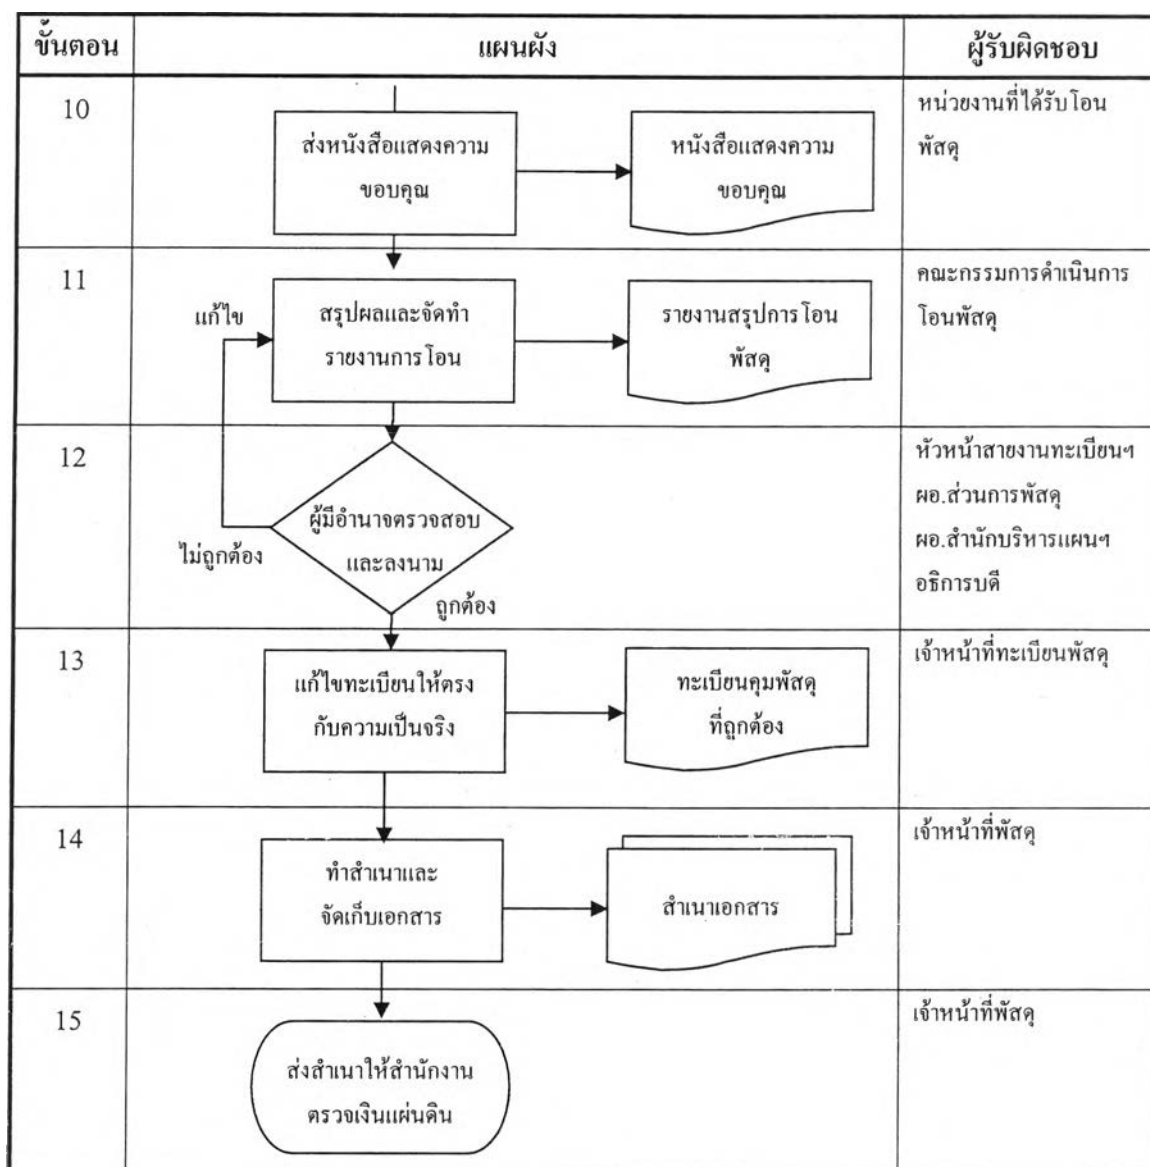 ขั้นตอน
แผนผัง
ผู้รับผิดชอบ
10
ส่งหนังสือแสดงความ
ขอบคุณ
หนังสือแสดงความ
ขอบคุณ
หน่วยงานที่ได้รับโอน
พัสดุ
11
แก้ไข
สรุปผลและจัดทำ
รายงานการโอน
รายงานสรุปการโอน
พัสดุ
คณะกรรมการดำเนินการ
โอนพัสดุ
12
ผู้มีอำนาจตรวจสอบ
และลงนาม
ไม่ถูกต้อง
ถูกต้อง
หัวหน้าสายงานทะเบียนฯ
ผอ.ส่วนการพัสดุ
ผอ.สำนักบริหารแผนฯ
อธิการบดี
13
แก้ไขทะเบียนให้ตรง
กับความเป็นจริง
ทะเบียนคุมพัสดุ
ที่ถูกต้อง
เจ้าหน้าที่ทะเบียนพัสดุ
14
ทำสำเนาและ
จัดเก็บเอกสาร
สำเนาเอกสาร
เจ้าหน้าที่พัสดุ
15
ส่งสำเนาให้สำนักงาน
ตรวจเงินแผ่นดิน
เจ้าหน้าที่พัสดุ